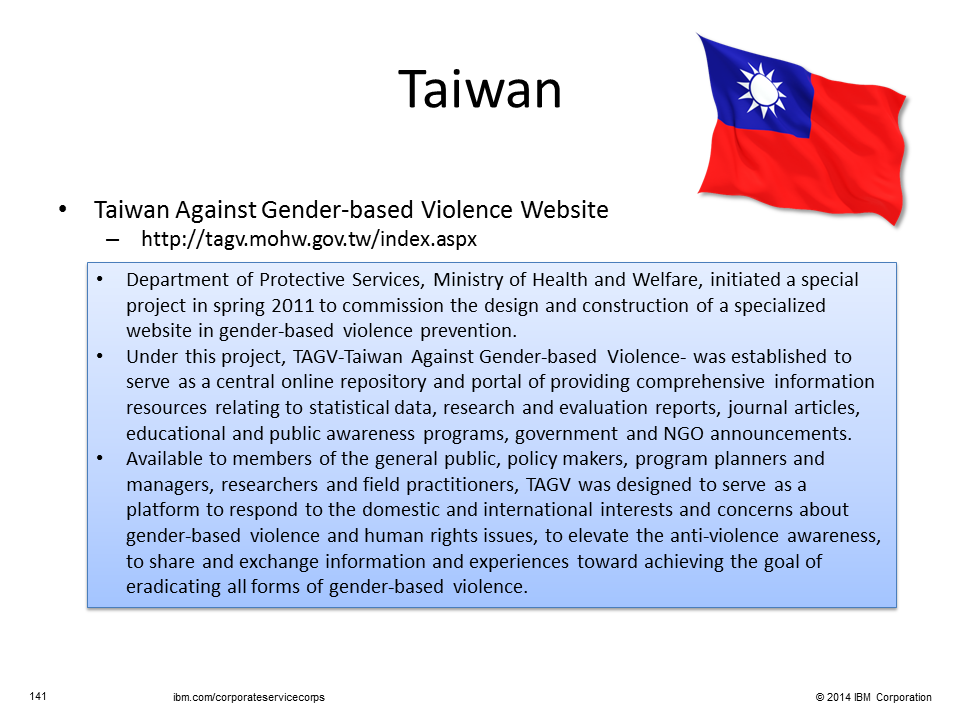 Taiwan
• Taiwan Against Gender-based Violence Website
– http://tagv.mohw.gov.tw/index.aspx
• Department of Protective Services, Ministry of Health and Welfare, initiated a special
project in spring 2011 to commission the design and construction of a specialized
website in gender-based violence prevention.
• Under this project, TAGV-Taiwan Against Gender-based Violence- was established to
serve as a central online repository and portal of providing comprehensive information
resources relating to statistical data, research and evaluation reports, journal articles,
educational and public awareness programs, government and NGO announcements.
• Available to members of the general public, policy makers, program planners and
managers, researchers and field practitioners, TAGV was designed to serve as a
platform to respond to the domestic and international interests and concerns about
gender-based violence and human rights issues, to elevate the anti-violence awareness,
to share and exchange information and experiences toward achieving the goal of
eradicating all forms of gender-based violence.
141 ibm.com/corporateservicecorps © 2014 IBM Corporation